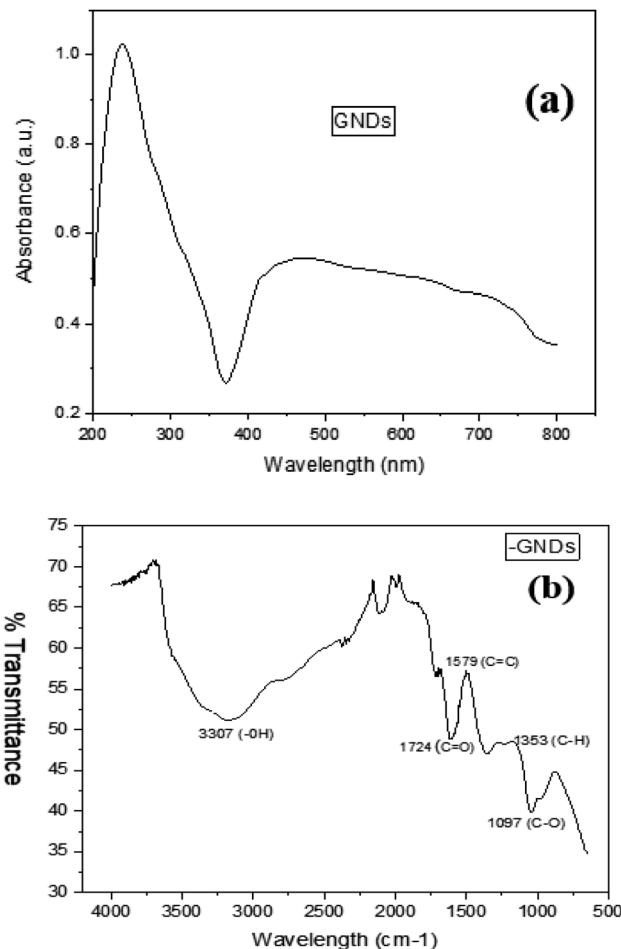 (a)
GNDs
Absorbance (a.u.)
1.0
0.8
0.6
0.4
0.2
200 300 400 500 600 700 800
Wavelength (nm)
-GNDs
(b)
% Transmittance
75
70
65
60
55
50
45
40
35
30
1579 (C=C)
3307 (-0H)
1724 (C=O)
1353 (C-H)
1097 (C-O)
4000 3500 3000 2500 2000 1500 1000 500
Wavelength (cm-1)